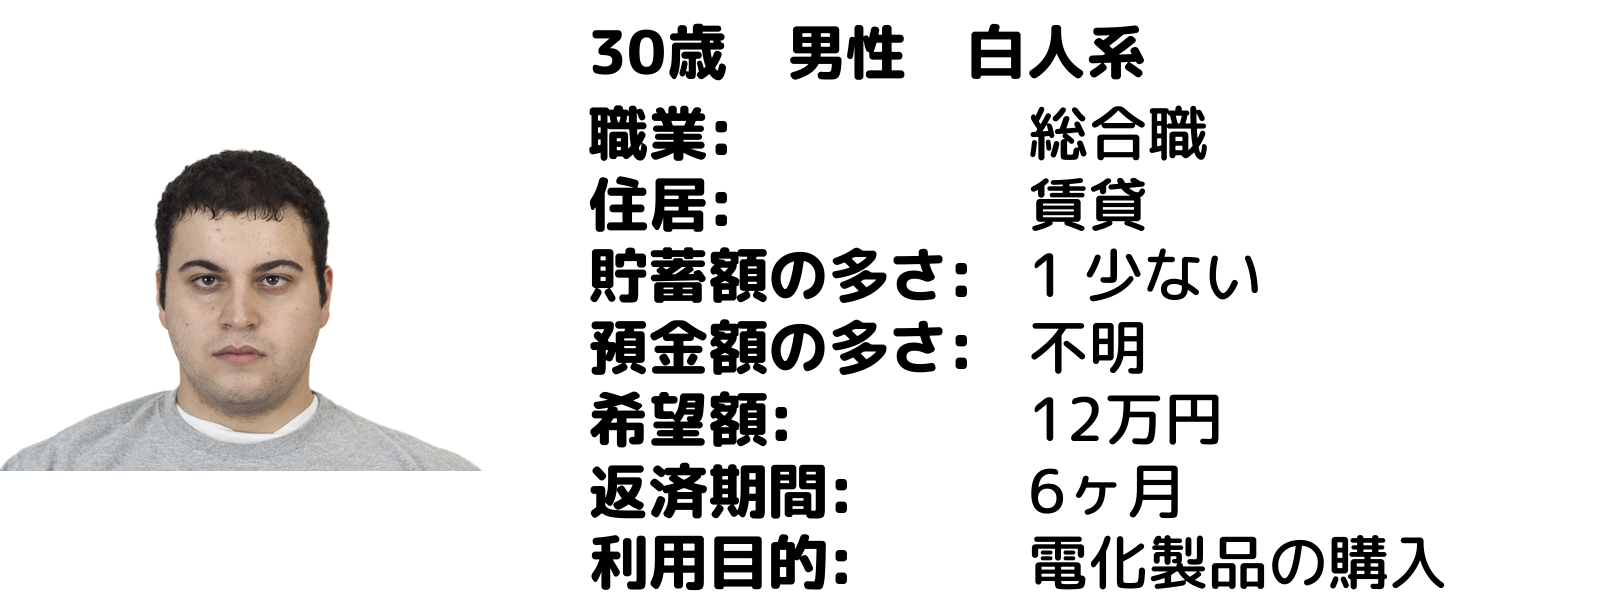 30歳　男性　白人系
職業:　総合職
住居:　賃貸
貯蓄額の多さ:　1 少ない
預金額の多さ:　不明
希望額:　12万円
返済期間:　6ヶ月
利用目的:　電化製品の購入